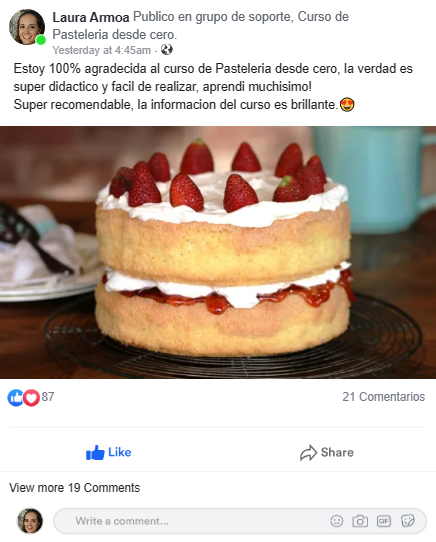 Laura Armoa Publico en grupo de soporte, Curso de
Pasteleria desde cero.
Yesterday at 4:45am ·
Estoy 100% agradecida al curso de Pasteleria desde cero, la verdad es
super didactico y facil de realizar, aprendi muchisimo!
Super recomendable, la informacion del curso es brillante.😍
87
21 Comentarios
Like
Share
View more 19 Comments
Write a comment...
GIF